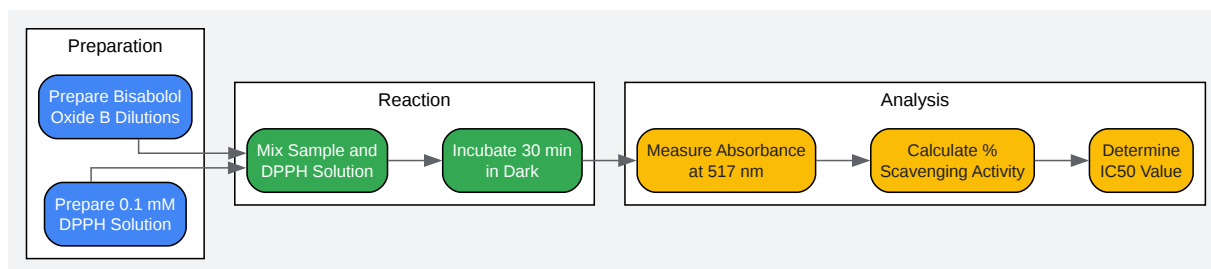 Preparation
Prepare Bisabolol
Oxide B Dilutions
Prepare 0.1 mM
DPPH Solution
Reaction
Mix Sample and
DPPH Solution
Incubate 30 min
in Dark
Analysis
Measure Absorbance
at 517 nm
Calculate %
Scavenging Activity
Determine
IC50 Value